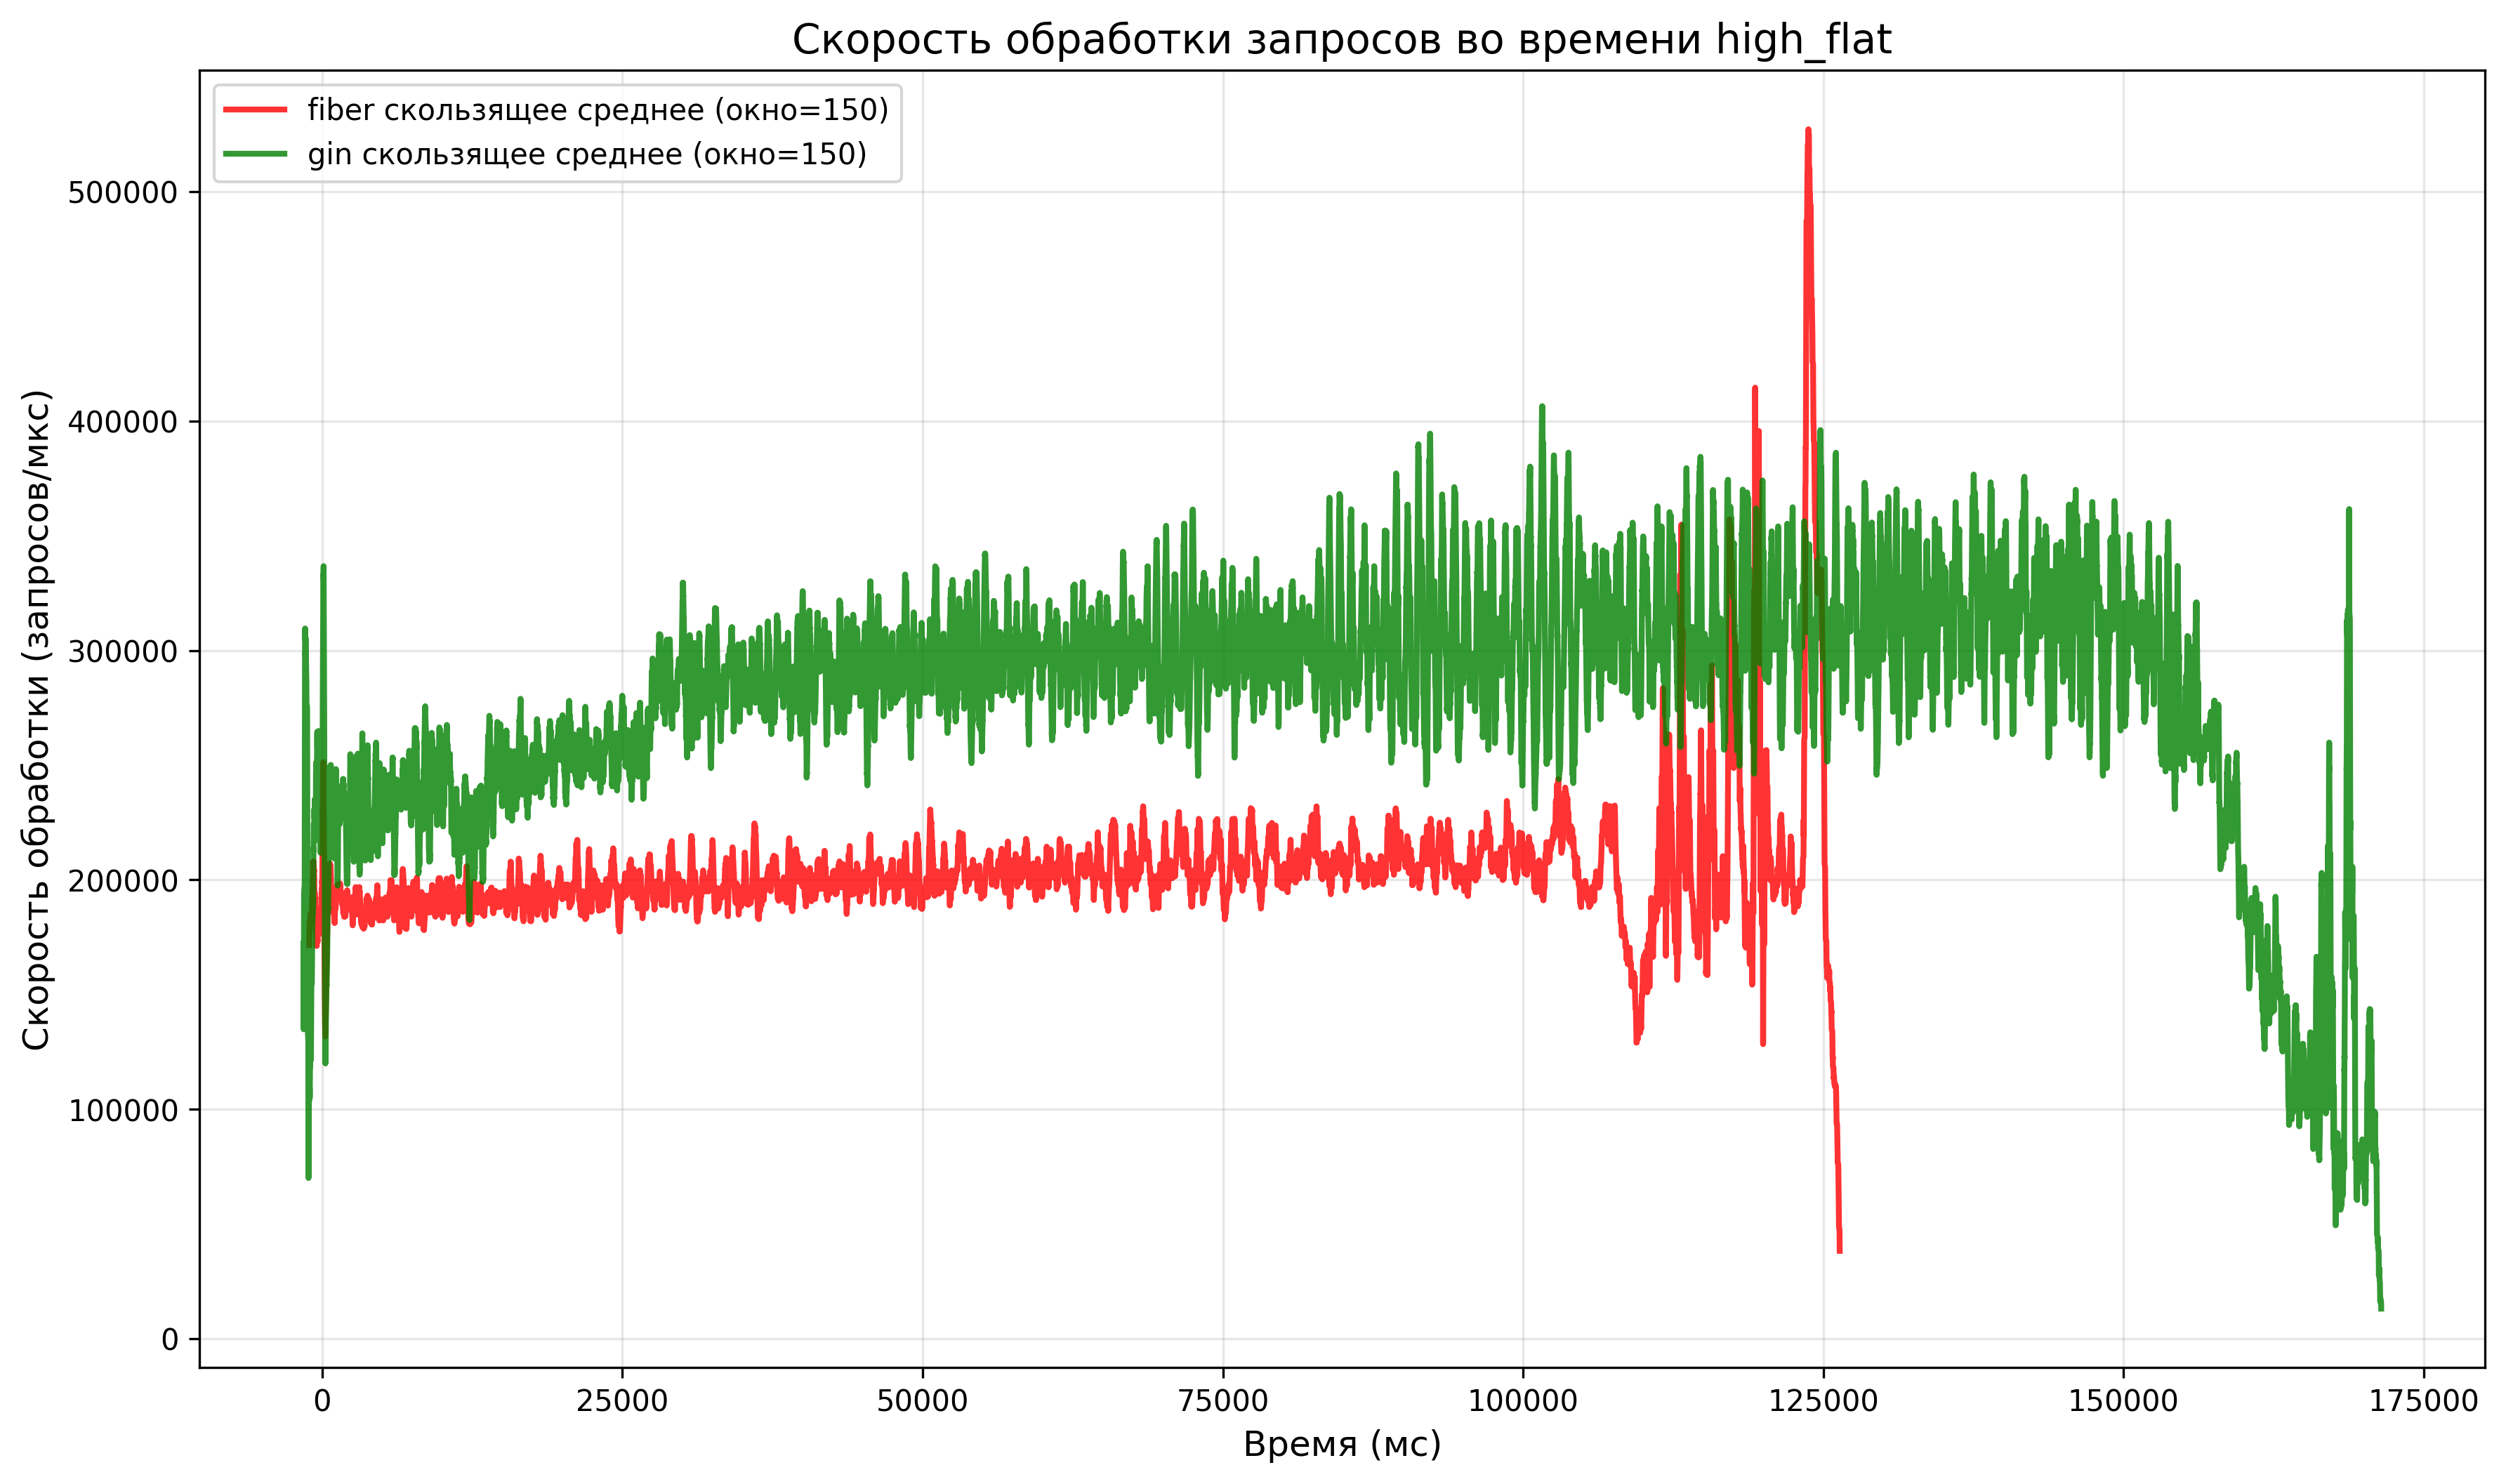 Скорость обработки запросов во времени high_flat
fiber скользящее среднее (окно=150)
gin скользящее среднее (окно=150)
Скорость обработки (запросов/мкс)
500000
400000
300000
200000
100000
0
0
25000
50000
75000
100000
125000
150000
175000
Время (мс)